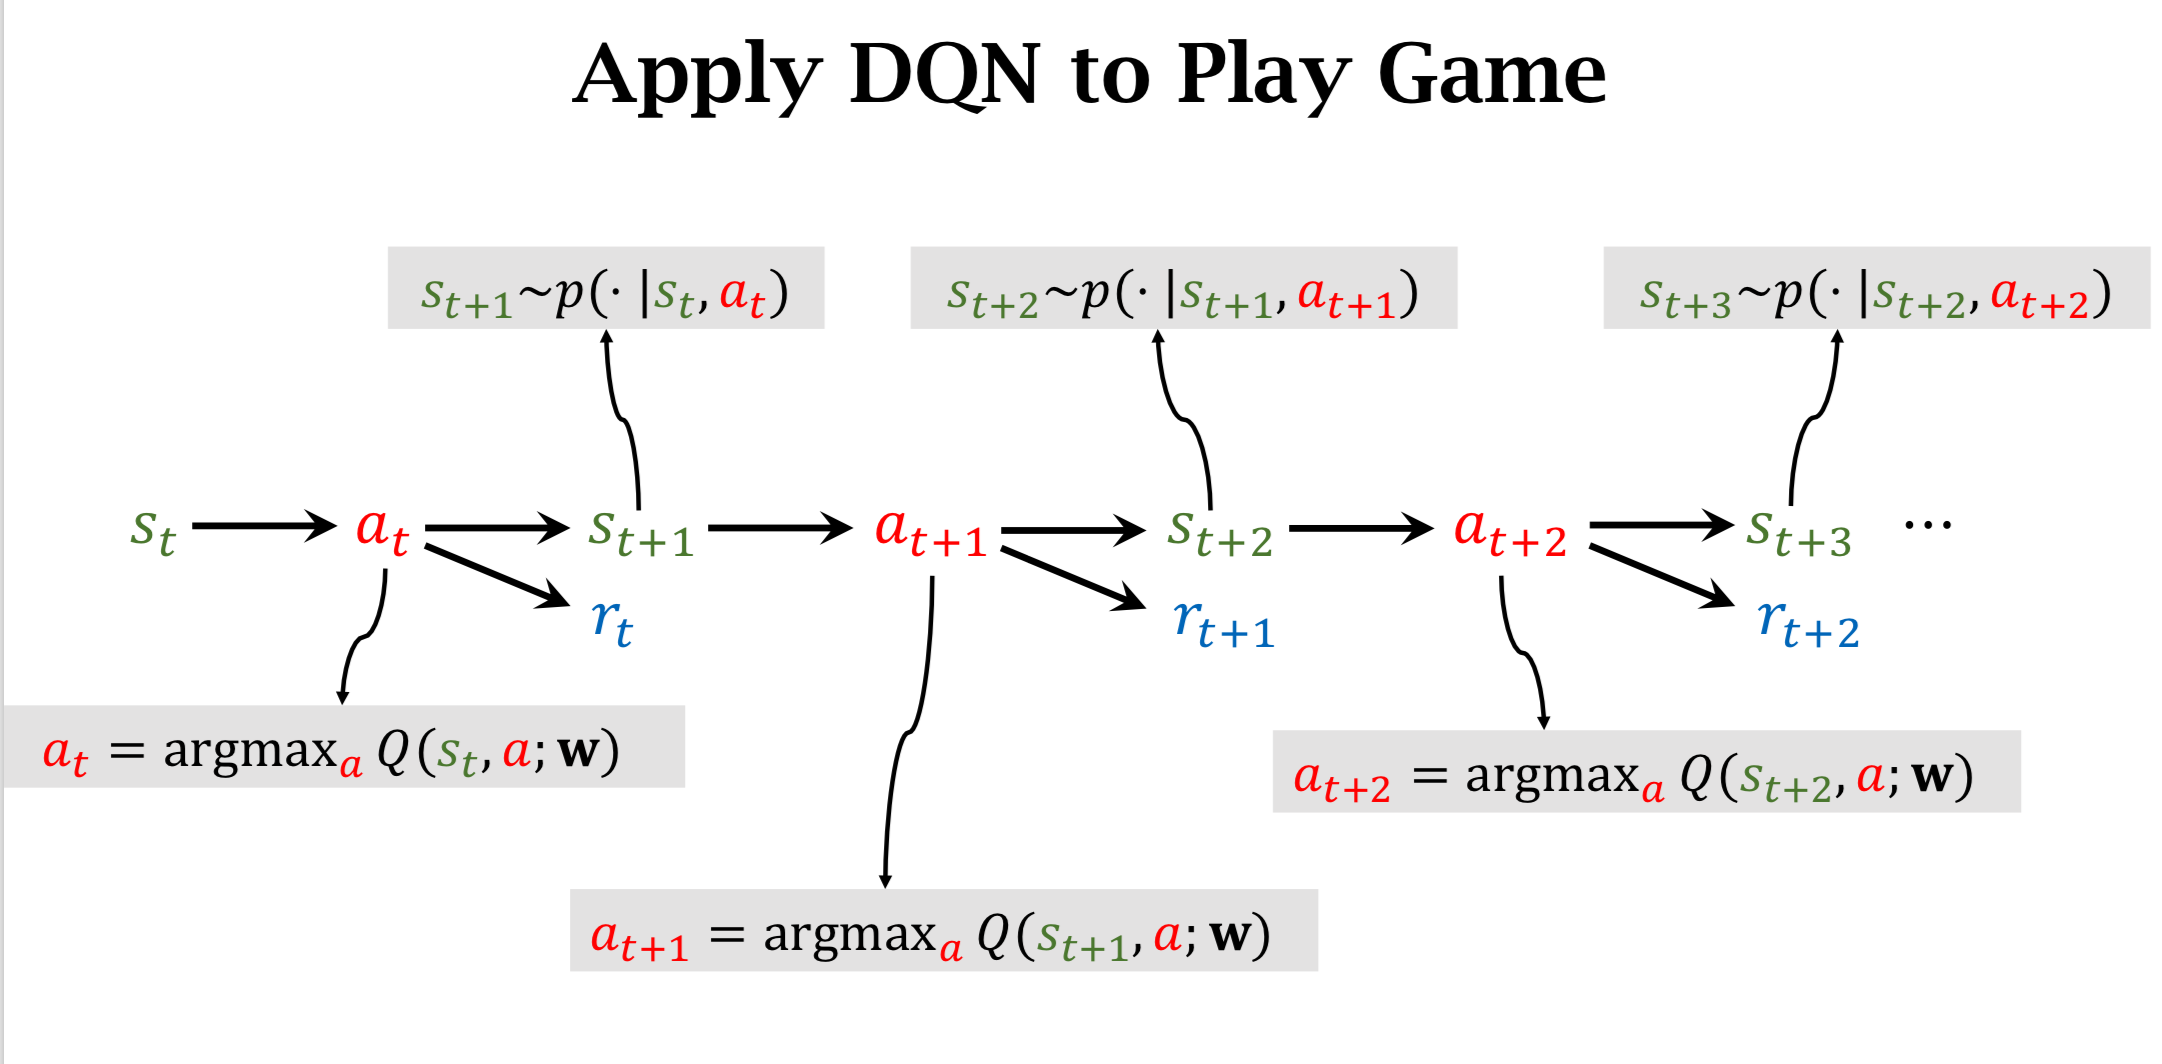 Apply DQN to Play Game
s_{t+1}~p(· |s_t, a_t)
s_{t+2}~p(· |s_{t+1}, a_{t+1})
s_{t+3}~p(· |s_{t+2}, a_{t+2})
s_t a_t s_{t+1} a_{t+1} s_{t+2} a_{t+2} s_{t+3} ⋯
r_t r_{t+1} r_{t+2}
a_t = argmax_a Q(s_t, a; w)
a_{t+2} = argmax_a Q(s_{t+2}, a; w)
a_{t+1} = argmax_a Q(s_{t+1}, a; w)